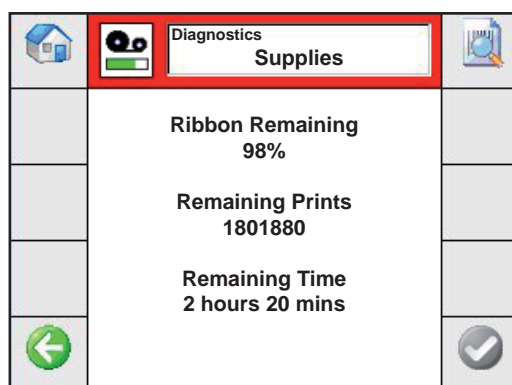 Diagnostics
Supplies
Ribbon Remaining
98%
Remaining Prints
1801880
Remaining Time
2 hours 20 mins